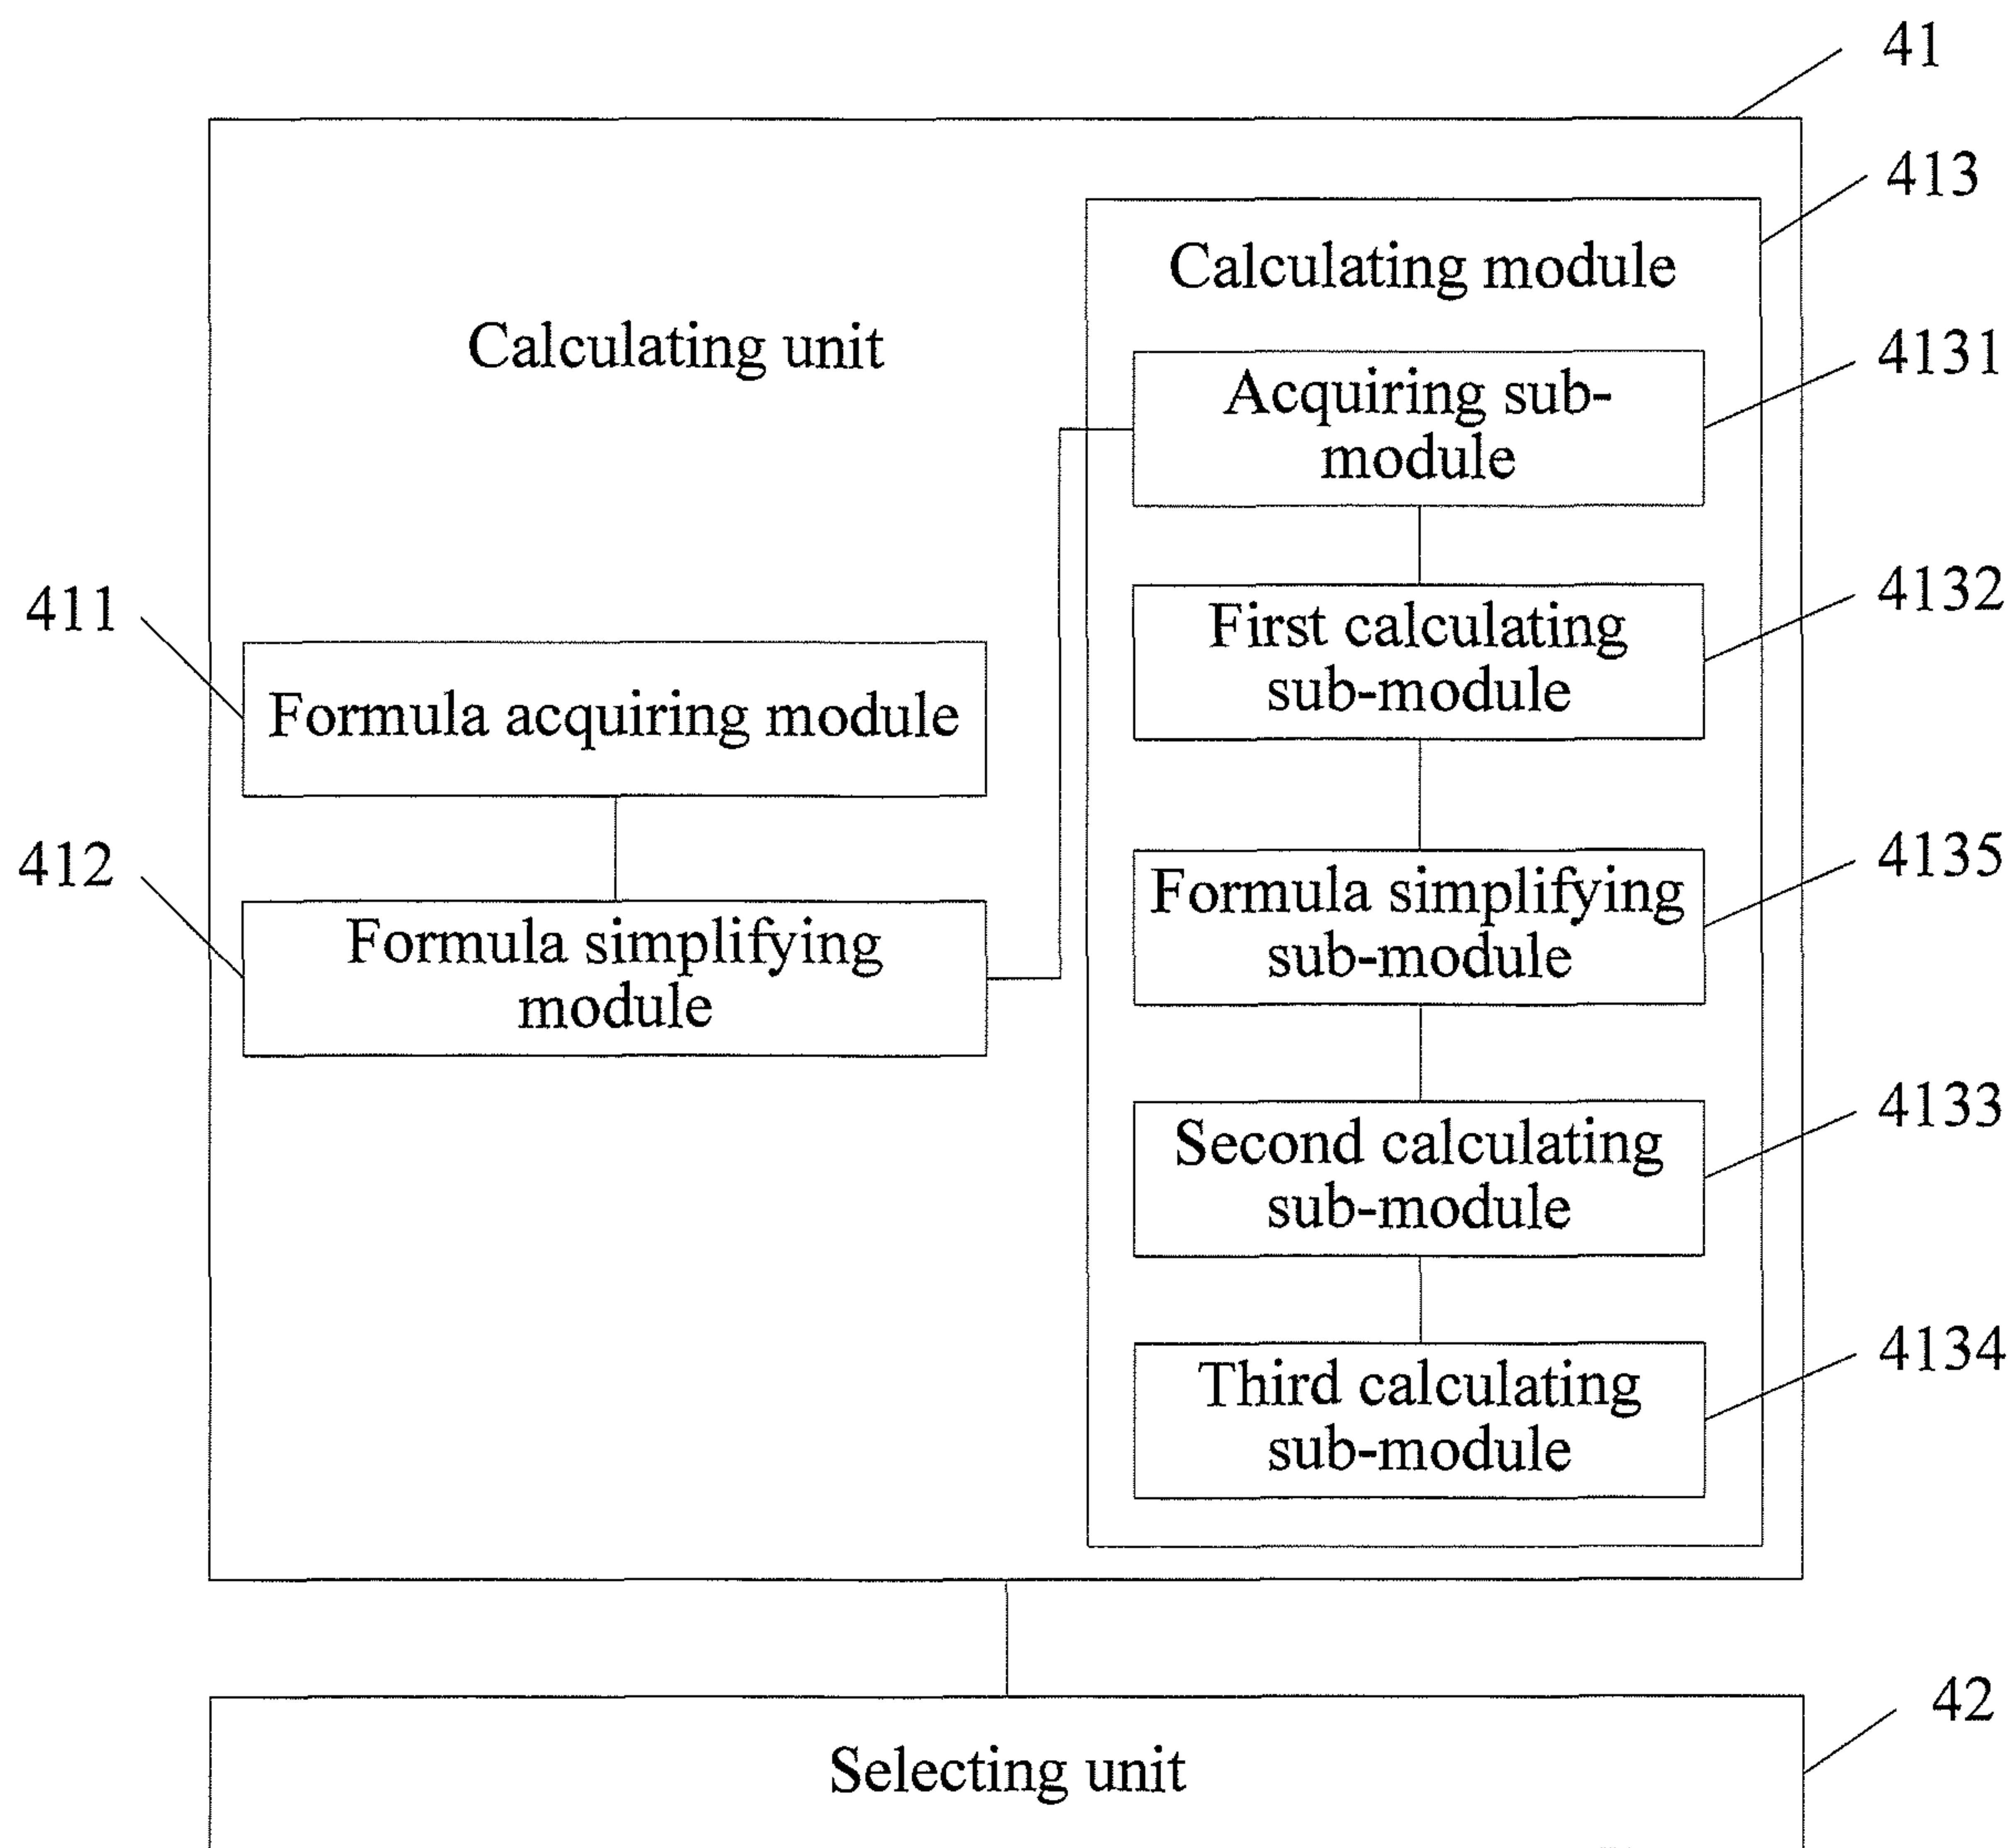 41
413
Calculating module
Calculating unit
4131
Acquiring sub-
module
4132
First calculating
sub-module
411
Formula acquiring module
4135
Formula simplifying
sub-module
412
Formula simplifying
module
4133
Second calculating
sub-module
4134
Third calculating
sub-module
42
Selecting unit